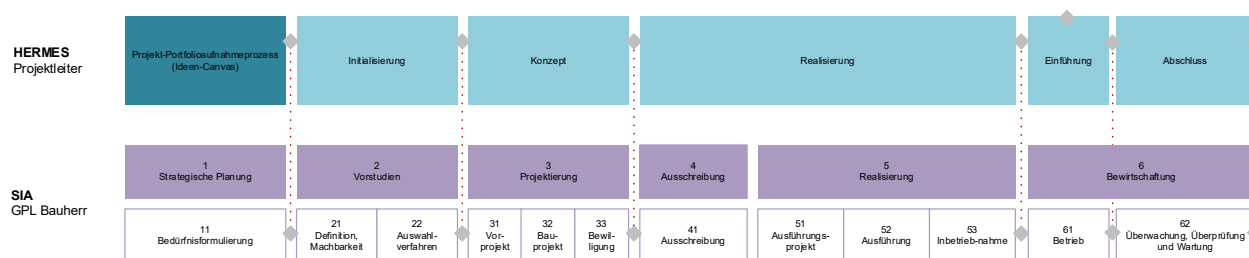 HERMES
Projektleiter
Projekt-Portfolioaufnahmeprozess
(Ideen-Canvas)
Initialisierung
Konzept
Realisierung
Einführung
Abschluss
SIA
GPL Bauherr
1
Strategische Planung
2
Vorstudien
3
Projektierung
4
Ausschreibung
5
Realisierung
6
Bewirtschaftung
11
Bedürfnisformulierung
21
Definition,
Machbarkeit
22
Auswahl-
verfahren
31
Vor-
projekt
32
Bau-
projekt
33
Bewil-
ligung
41
Ausschreibung
51
Ausführungs-
projekt
52
Ausführung
53
Inbetrieb-nahme
61
Betrieb
62
Überwachung, Überprüfung
und Wartung